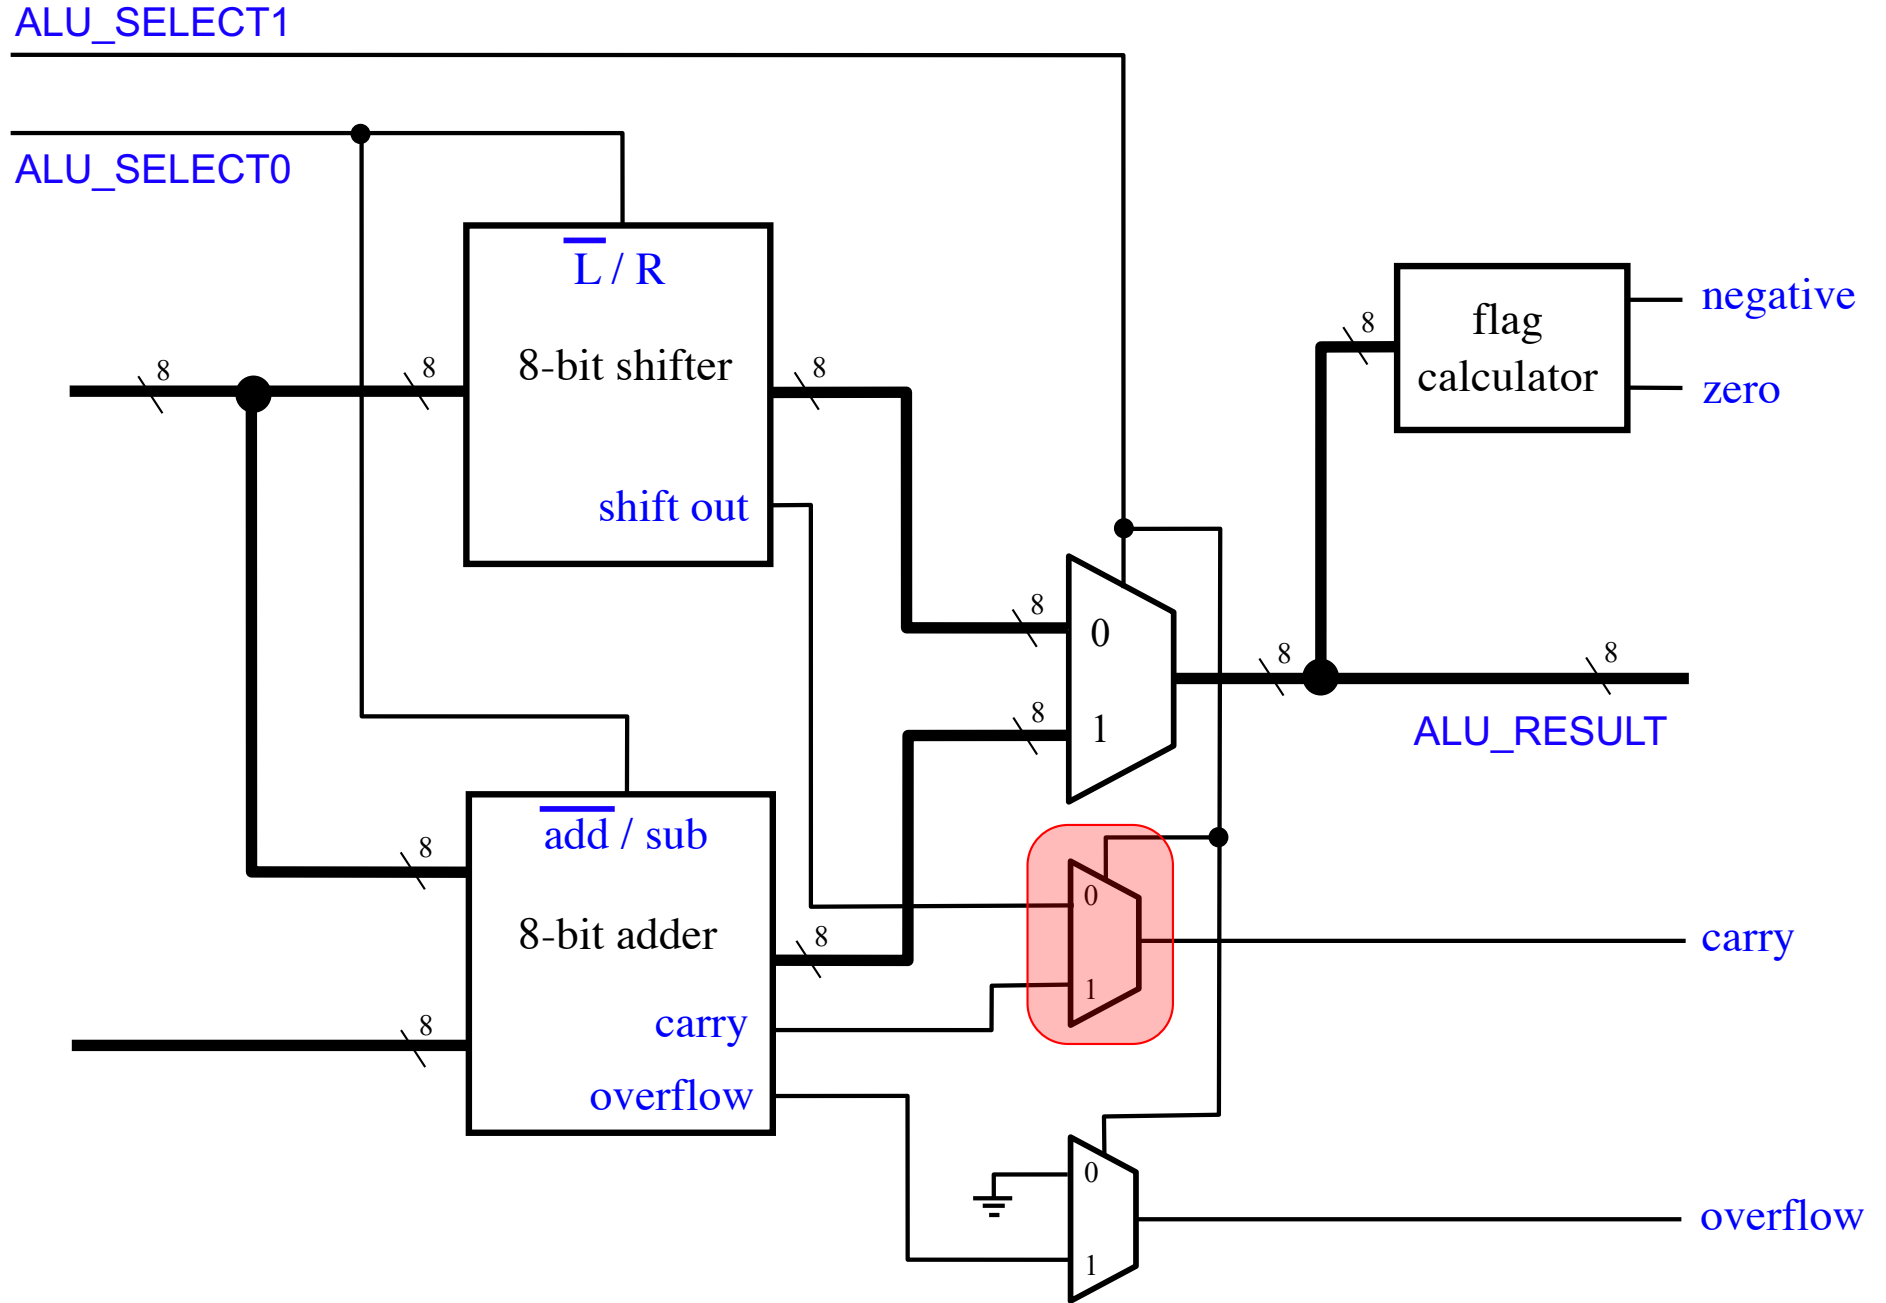 ALU_SELECT1
ALU_SELECT0
L / R
8-bit shifter
shift out
8
8
8
add / sub
8-bit adder
carry
overflow
8
8
8
8
8
0
1
0
1
0
1
8
8
8
flag
calculator
negative
zero
ALU_RESULT
carry
overflow